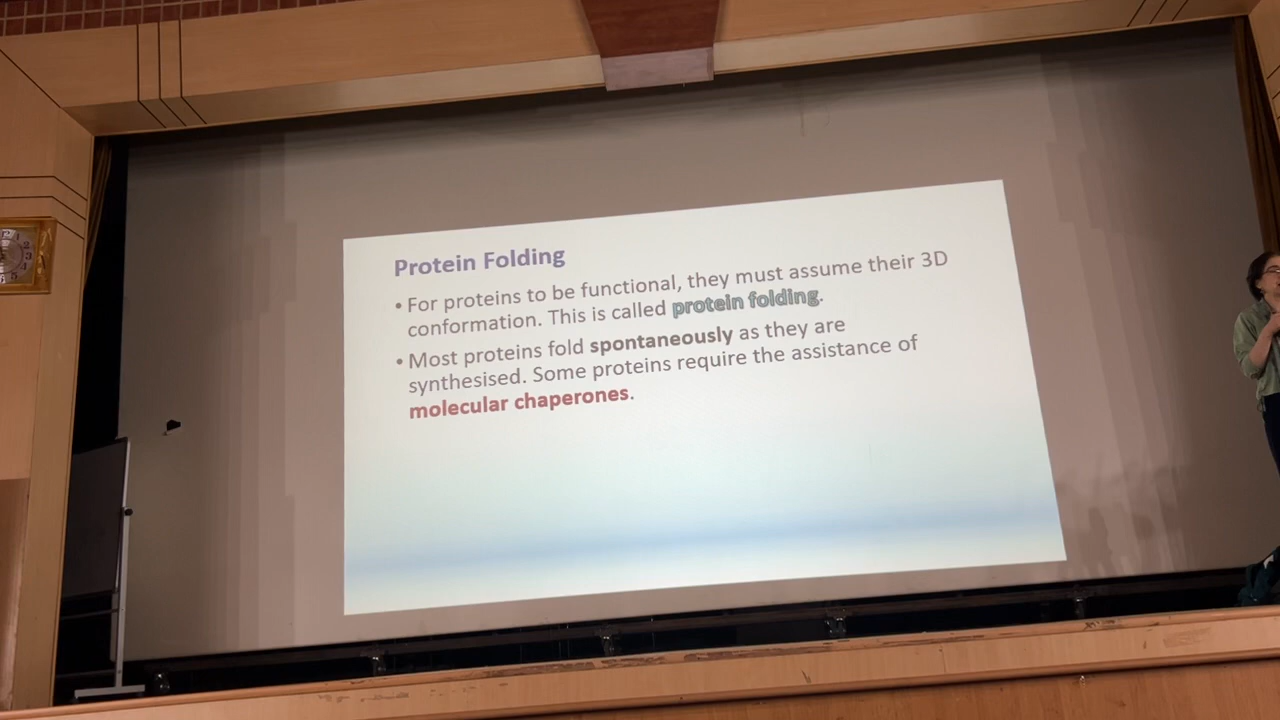 Protein Folding
• For proteins to be functional, they must assume their 3D
conformation. This is called protein folding.
• Most proteins fold spontaneously as they are
synthesised. Some proteins require the assistance of
molecular chaperones.